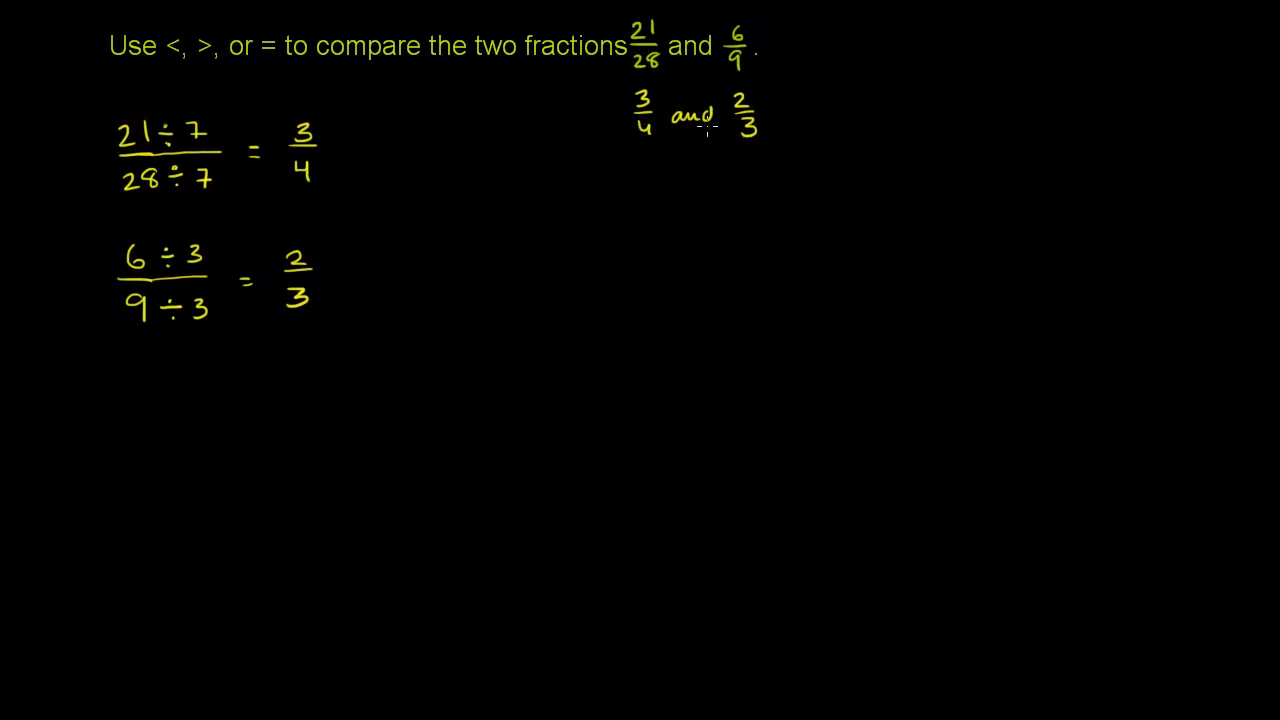 Use <, >, or = to compare the two fractions 21/28 and 6/9 .
3/4 and 2/3
21 ÷ 7 / 28 ÷ 7 = 3/4
6 ÷ 3 / 9 ÷ 3 = 2/3